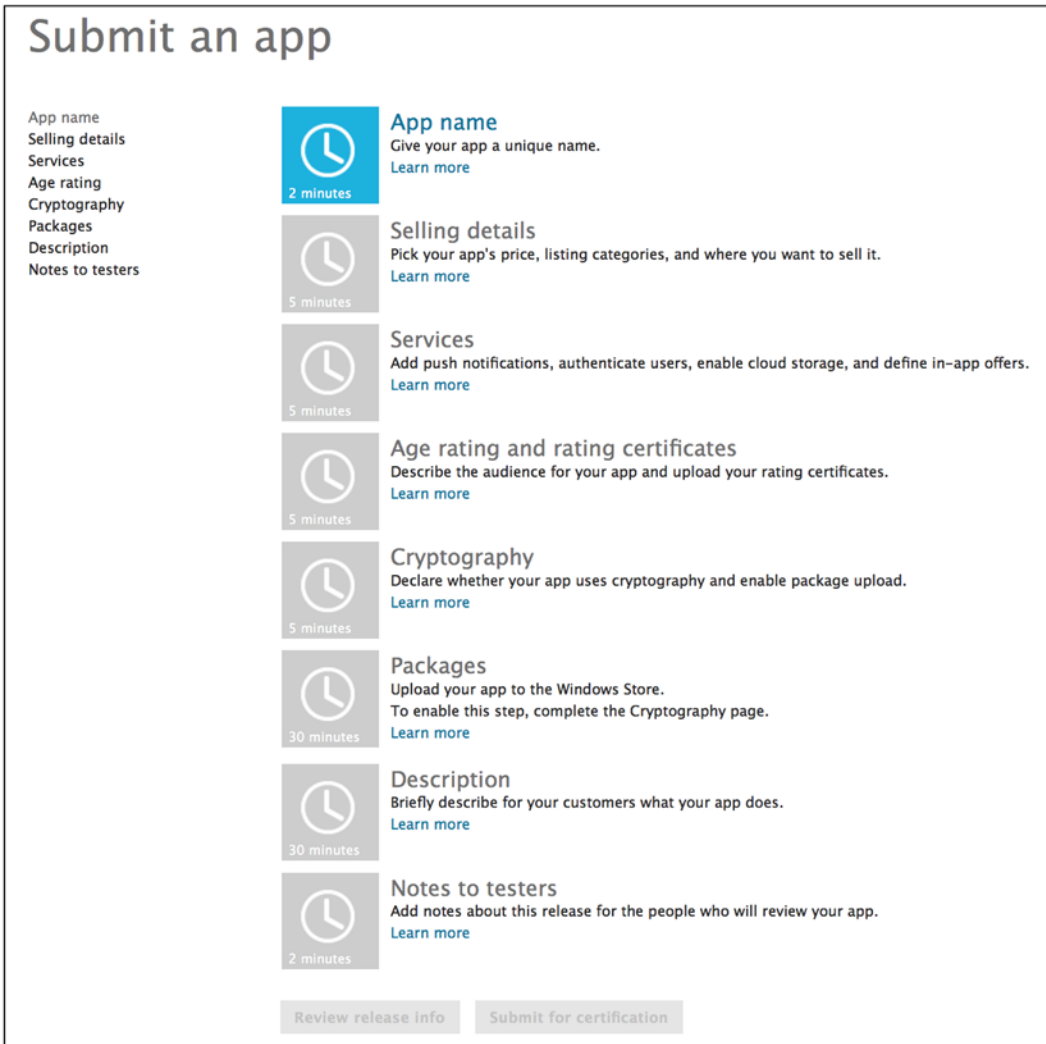 Submit an app
App name
Selling details
Services
Age rating
Cryptography
Packages
Description
Notes to testers
2 minutes
App name
Give your app a unique name.
Learn more
5 minutes
Selling details
Pick your app's price, listing categories, and where you want to sell it.
Learn more
5 minutes
Services
Add push notifications, authenticate users, enable cloud storage, and define in-app offers.
Learn more
5 minutes
Age rating and rating certificates
Describe the audience for your app and upload your rating certificates.
Learn more
5 minutes
Cryptography
Declare whether your app uses cryptography and enable package upload.
Learn more
30 minutes
Packages
Upload your app to the Windows Store.
To enable this step, complete the Cryptography page.
Learn more
30 minutes
Description
Briefly describe for your customers what your app does.
Learn more
2 minutes
Notes to testers
Add notes about this release for the people who will review your app.
Learn more
Review release info
Submit for certification